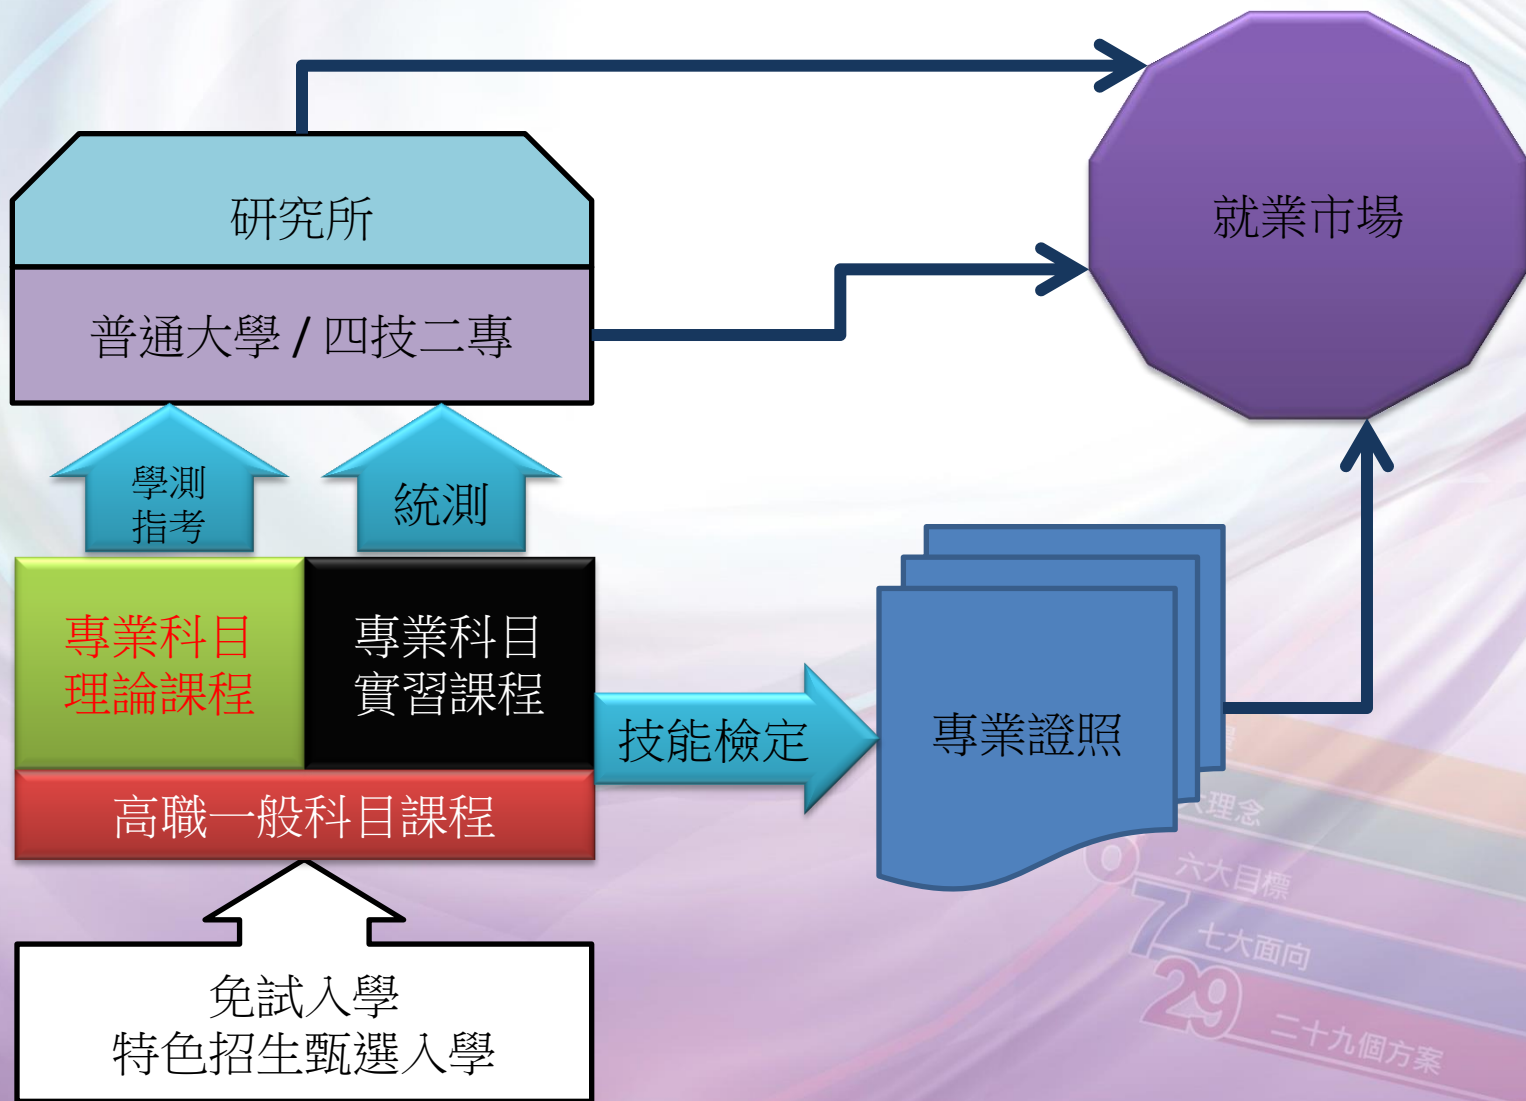 研究所
就業市場
普通大學 / 四技二專
學測
指考
統測
專業科目
理論課程
專業科目
實習課程
技能檢定
專業證照
高職一般科目課程
免試入學
特色招生甄選入學
大理念
六大目標
7
七大面向
29
二十九個方案